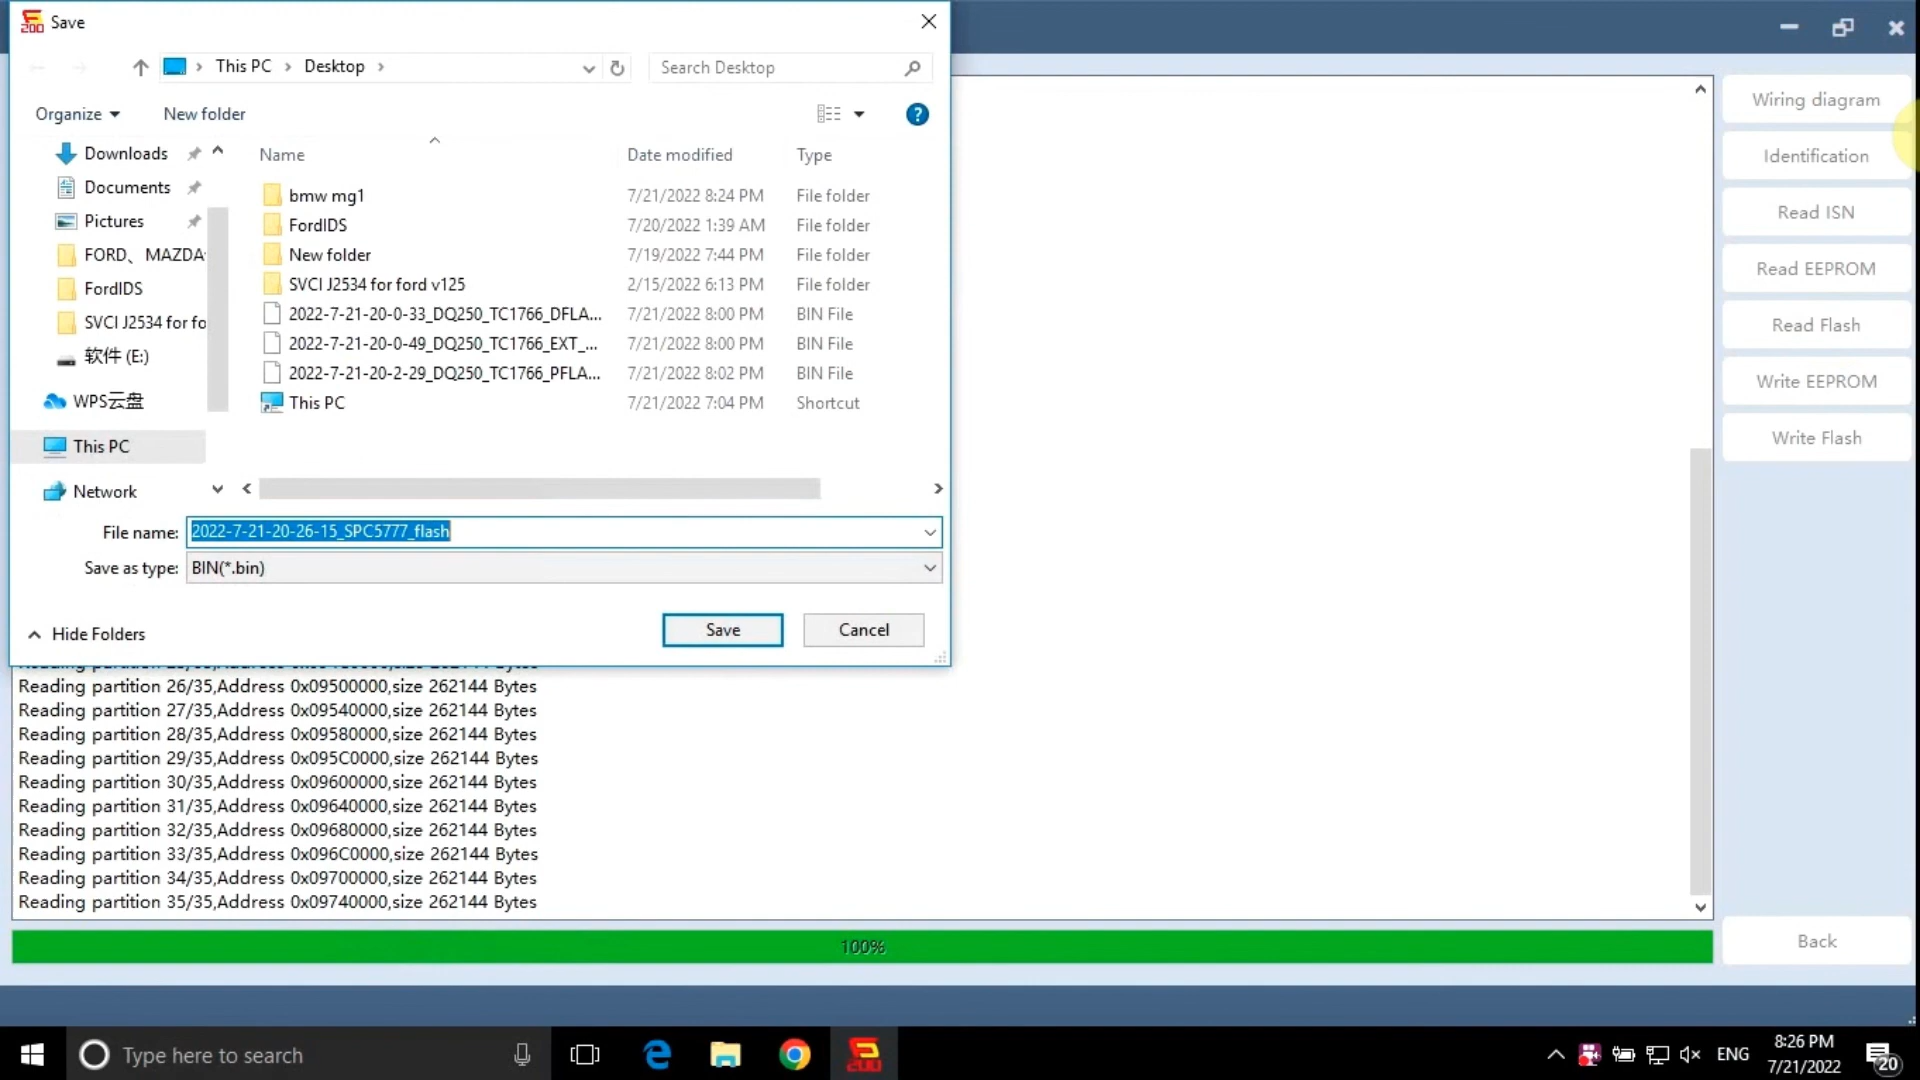 Save
This PC > Desktop >
Search Desktop
Organize
New folder
?
Name
Date modified
Type
Downloads
Documents
Pictures
FORD、MAZDA
FordIDS
SVCI J2534 for fo
软件 (E:)
WPS云盘
This PC
Network
bmw mg1 7/21/2022 8:24 PM File folder
FordIDS 7/20/2022 1:39 AM File folder
New folder 7/19/2022 7:44 PM File folder
SVCI J2534 for ford v125 2/15/2022 6:13 PM File folder
2022-7-21-20-0-33_DQ250_TC1766_DFLA... 7/21/2022 8:00 PM BIN File
2022-7-21-20-0-49_DQ250_TC1766_EXT_... 7/21/2022 8:00 PM BIN File
2022-7-21-20-2-29_DQ250_TC1766_PFLA... 7/21/2022 8:02 PM BIN File
This PC 7/21/2022 7:04 PM Shortcut
File name: 2022-7-21-20-26-15_SPC5777_flash
Save as type: BIN(*.bin)
Hide Folders
Save
Cancel
Reading partition 26/35,Address 0x09500000,size 262144 Bytes
Reading partition 27/35,Address 0x09540000,size 262144 Bytes
Reading partition 28/35,Address 0x09580000,size 262144 Bytes
Reading partition 29/35,Address 0x095C0000,size 262144 Bytes
Reading partition 30/35,Address 0x09600000,size 262144 Bytes
Reading partition 31/35,Address 0x09640000,size 262144 Bytes
Reading partition 32/35,Address 0x09680000,size 262144 Bytes
Reading partition 33/35,Address 0x096C0000,size 262144 Bytes
Reading partition 34/35,Address 0x09700000,size 262144 Bytes
Reading partition 35/35,Address 0x09740000,size 262144 Bytes
100%
Wiring diagram
Identification
Read ISN
Read EEPROM
Read Flash
Write EEPROM
Write Flash
Back
Type here to search
ENG
8:26 PM
7/21/2022
20